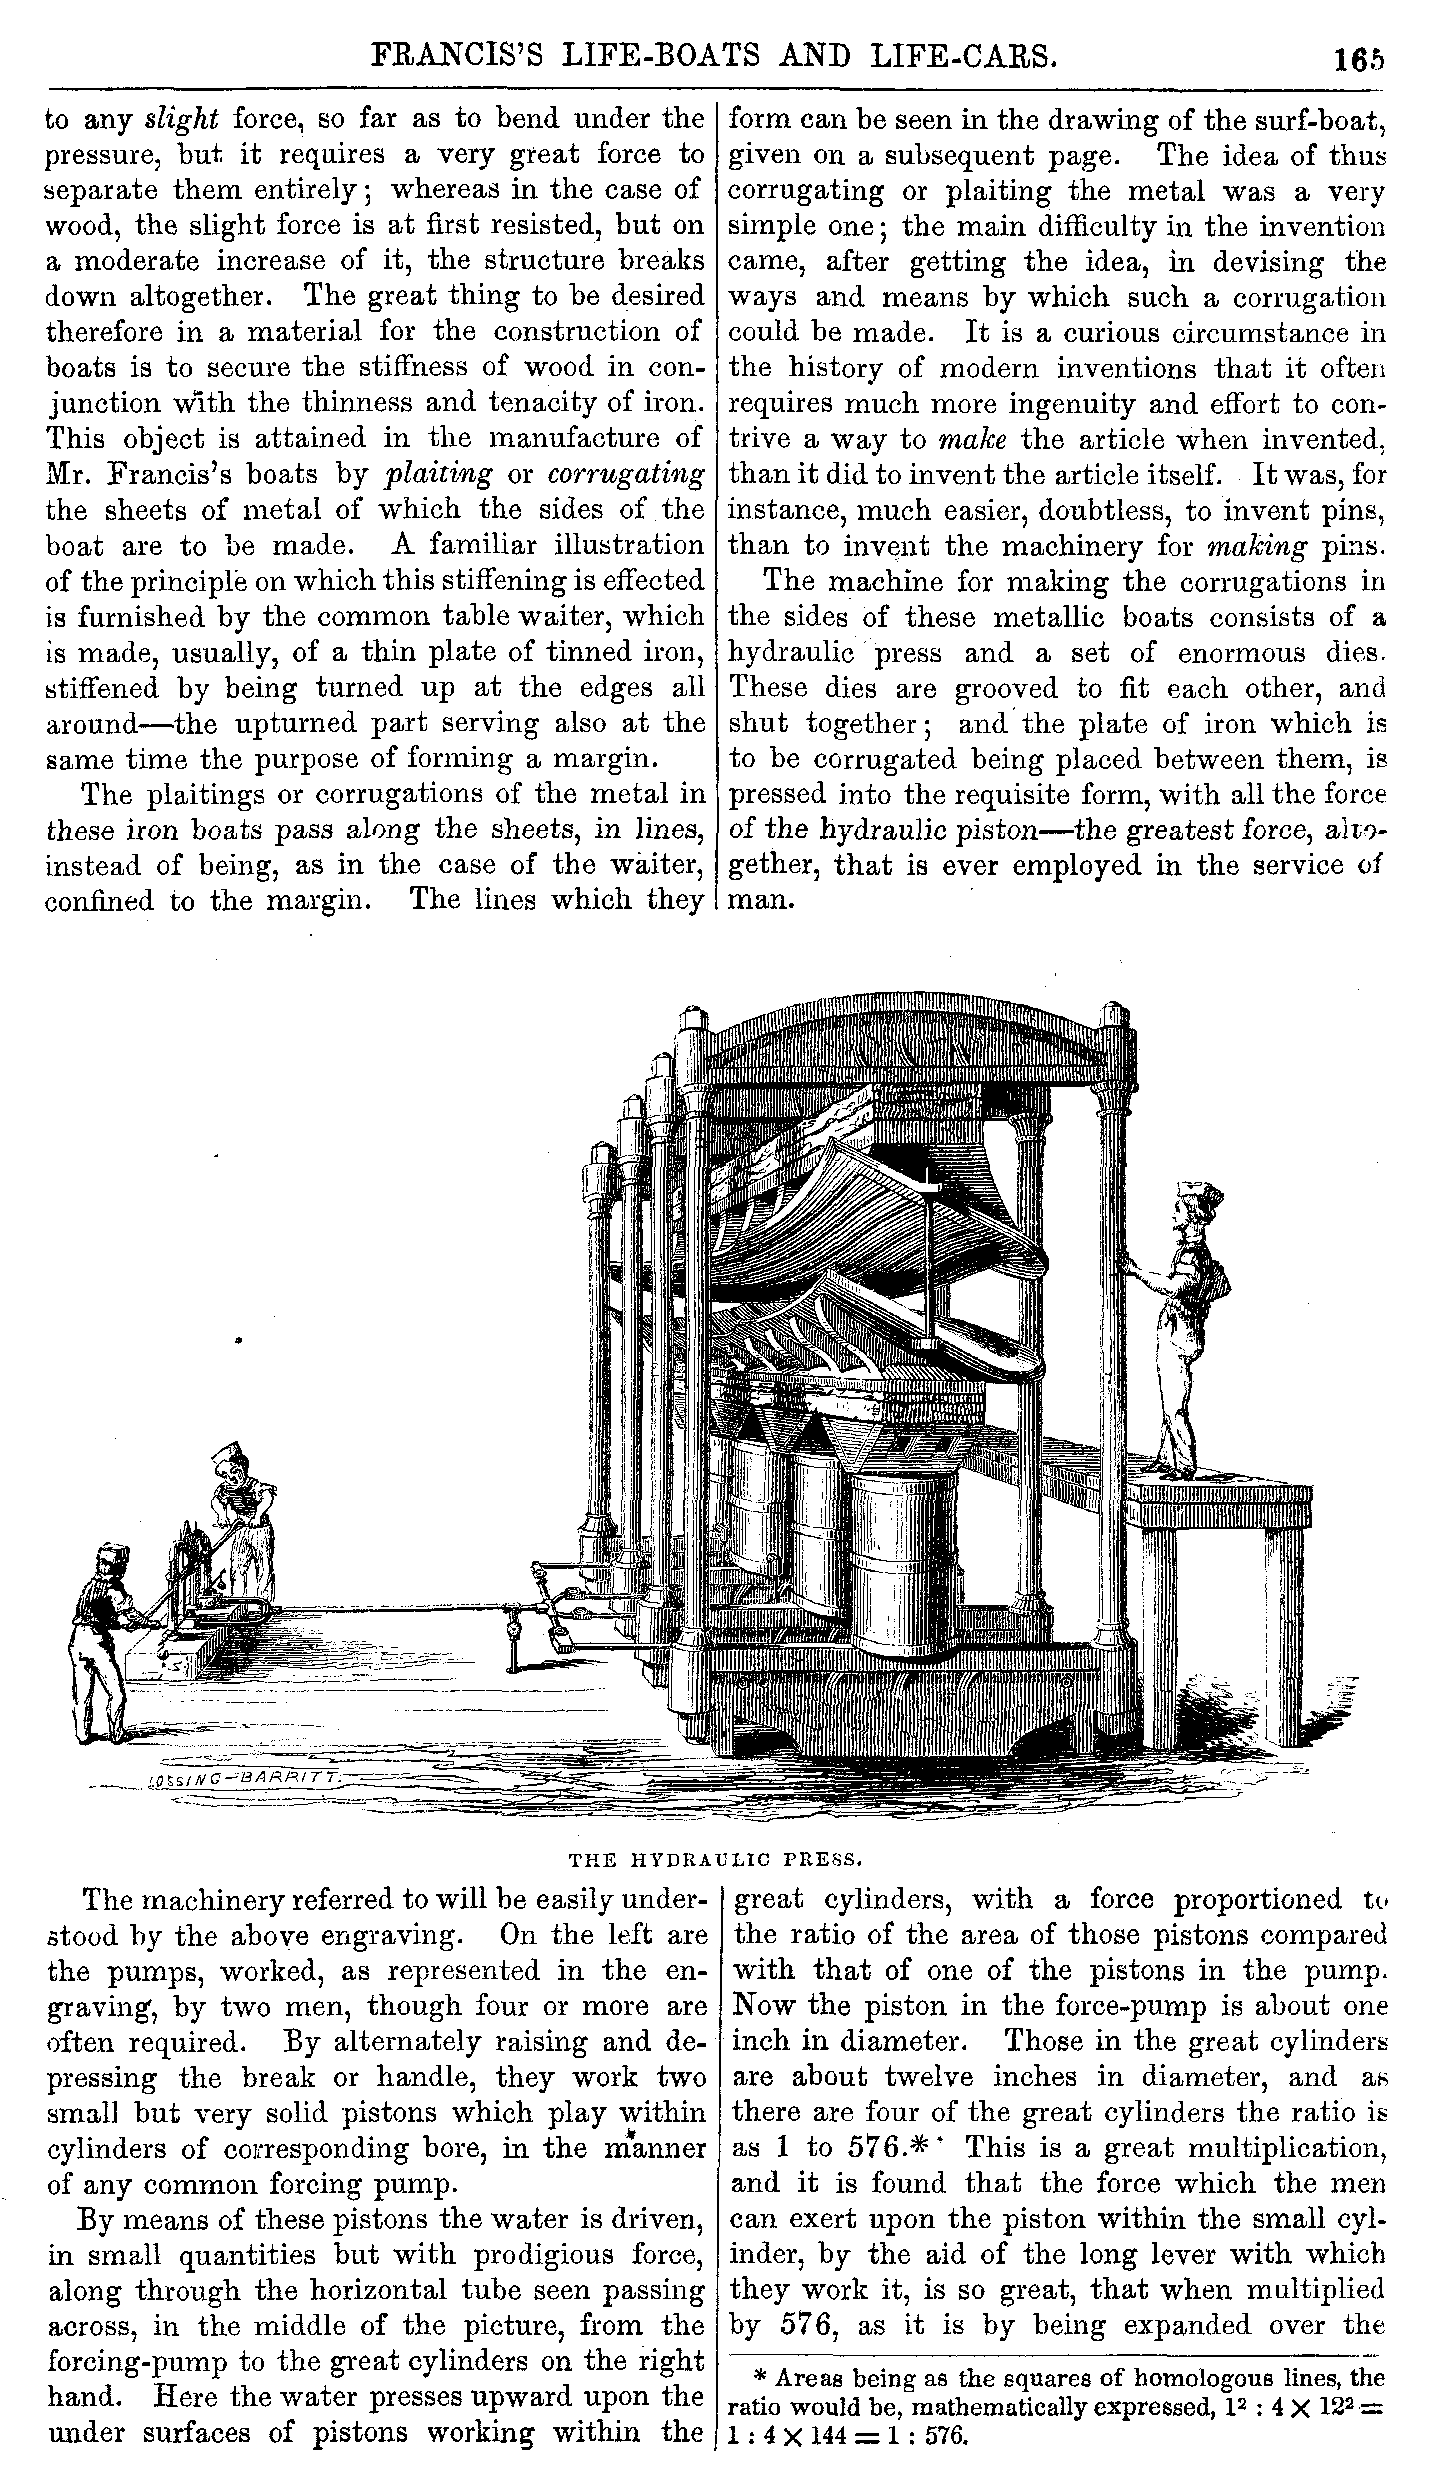 FRANCIS'S LIFE-BOATS AND LIFE-CARS.
165
to any slight force, so far as to bend under the
pressure, but it requires a very great force to
separate them entirely; whereas in the case of
wood, the slight force is at first resisted, but on
a moderate increase of it, the structure breaks
down altogether. The great thing to be desired
therefore in a material for the construction of
boats is to secure the stiffness of wood in con-
junction with the thinness and tenacity of iron.
This object is attained in the manufacture of
Mr. Francis's boats by plaiting or corrugating
the sheets of metal of which the sides of the
boat are to be made. A familiar illustration
of the principle on which this stiffening is effected
is furnished by the common table waiter, which
is made, usually, of a thin plate of tinned iron,
stiffened by being turned up at the edges all
around—the upturned part serving also at the
same time the purpose of forming a margin.
The plaitings or corrugations of the metal in
these iron boats pass along the sheets, in lines,
instead of being, as in the case of the waiter,
confined to the margin. The lines which they
form can be seen in the drawing of the surf-boat,
given on a subsequent page. The idea of thus
corrugating or plaiting the metal was a very
simple one; the main difficulty in the invention
came, after getting the idea, in devising the
ways and means by which such a corrugation
could be made. It is a curious circumstance in
the history of modern inventions that it often
requires much more ingenuity and effort to con-
trive a way to make the article when invented,
than it did to invent the article itself. It was, for
instance, much easier, doubtless, to invent pins,
than to invent the machinery for making pins.
The machine for making the corrugations in
the sides of these metallic boats consists of a
hydraulic press and a set of enormous dies.
These dies are grooved to fit each other, and
shut together; and the plate of iron which is
to be corrugated being placed between them, is
pressed into the requisite form, with all the force
of the hydraulic piston—the greatest force, alto-
gether, that is ever employed in the service of
man.
LOSSING-BARRITT.
THE HYDRAULIC PRESS.
The machinery referred to will be easily under-
stood by the above engraving. On the left are
the pumps, worked, as represented in the en-
graving, by two men, though four or more are
often required. By alternately raising and de-
pressing the break or handle, they work two
small but very solid pistons which play within
cylinders of corresponding bore, in the manner
of any common forcing pump.
By means of these pistons the water is driven,
in small quantities but with prodigious force,
along through the horizontal tube seen passing
across, in the middle of the picture, from the
forcing-pump to the great cylinders on the right
hand. Here the water presses upward upon the
under surfaces of pistons working within the
great cylinders, with a force proportioned to
the ratio of the area of those pistons compared
with that of one of the pistons in the pump.
Now the piston in the force-pump is about one
inch in diameter. Those in the great cylinders
are about twelve inches in diameter, and as
there are four of the great cylinders the ratio is
as 1 to 576.* This is a great multiplication,
and it is found that the force which the men
can exert upon the piston within the small cyl-
inder, by the aid of the long lever with which
they work it, is so great, that when multiplied
by 576, as it is by being expanded over the
* Areas being as the squares of homologous lines, the
ratio would be, mathematically expressed, 1² : 4 × 12² =
1 : 4 × 144 = 1 : 576.